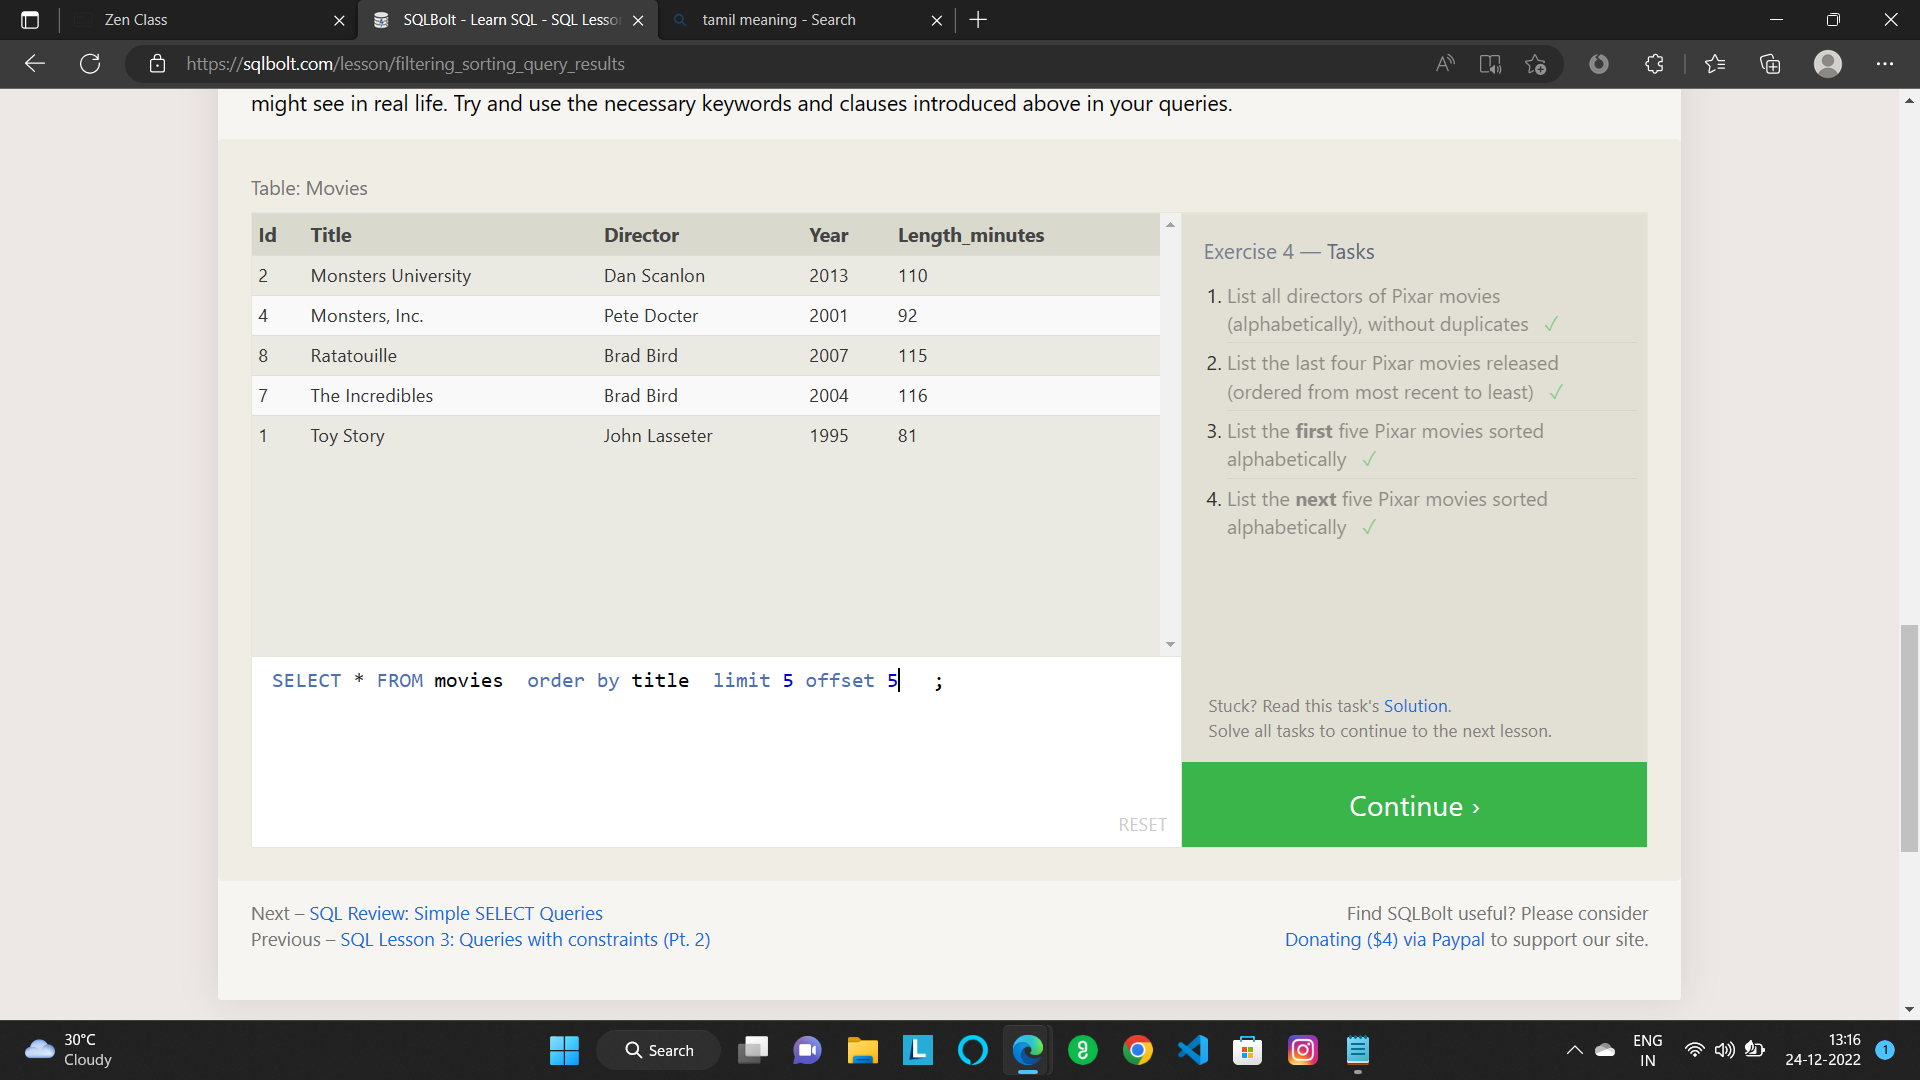 Zen Class
SQLBolt - Learn SQL - SQL Lesso
tamil meaning - Search
https://sqlbolt.com/lesson/filtering_sorting_query_results
might see in real life. Try and use the necessary keywords and clauses introduced above in your queries.
Table: Movies
Id Title Director Year Length_minutes
2 Monsters University Dan Scanlon 2013 110
4 Monsters, Inc. Pete Docter 2001 92
8 Ratatouille Brad Bird 2007 115
7 The Incredibles Brad Bird 2004 116
1 Toy Story John Lasseter 1995 81
SELECT * FROM movies order by title limit 5 offset 5 ;
RESET
Exercise 4 — Tasks
1. List all directors of Pixar movies
(alphabetically), without duplicates ✓
2. List the last four Pixar movies released
(ordered from most recent to least) ✓
3. List the first five Pixar movies sorted
alphabetically ✓
4. List the next five Pixar movies sorted
alphabetically ✓
Stuck? Read this task's Solution.
Solve all tasks to continue to the next lesson.
Continue ›
Next – SQL Review: Simple SELECT Queries
Previous – SQL Lesson 3: Queries with constraints (Pt. 2)
Find SQLBolt useful? Please consider
Donating ($4) via Paypal to support our site.
30°C
Cloudy
Search
ENG
IN
13:16
24-12-2022
1